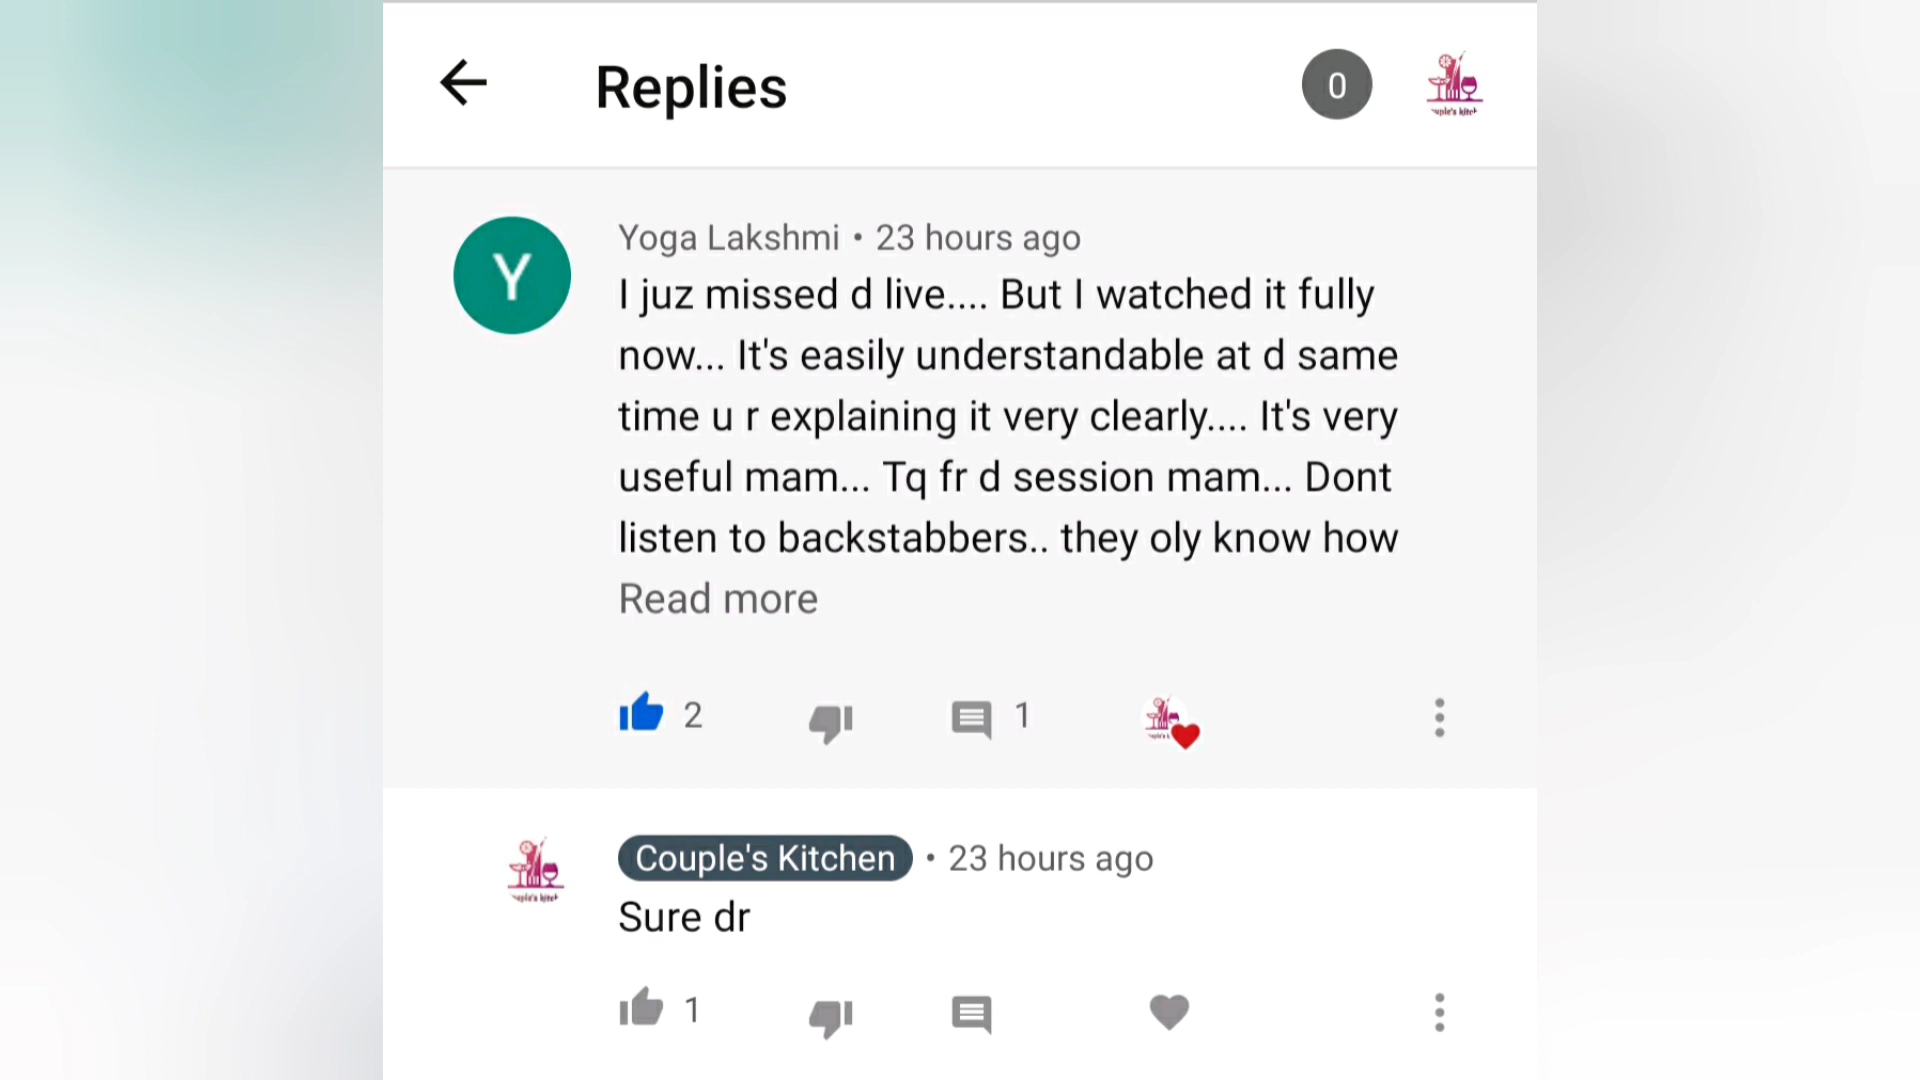 Replies
0
Yoga Lakshmi • 23 hours ago
Y
I juz missed d live.... But I watched it fully
now... It's easily understandable at d same
time u r explaining it very clearly.... It's very
useful mam... Tq fr d session mam... Dont
listen to backstabbers.. they oly know how
Read more
2
1
Couple's Kitchen • 23 hours ago
Sure dr
1